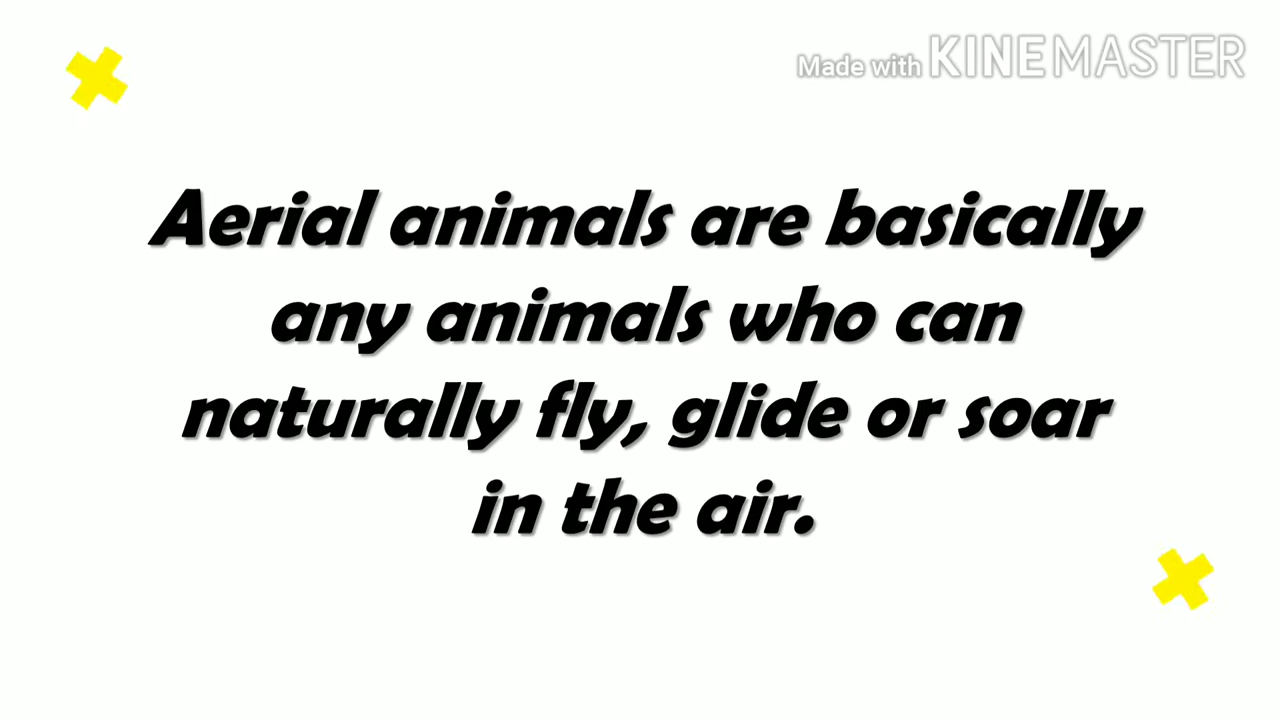 Made with KINEMASTER
Aerial animals are basically
any animals who can
naturally fly, glide or soar
in the air.